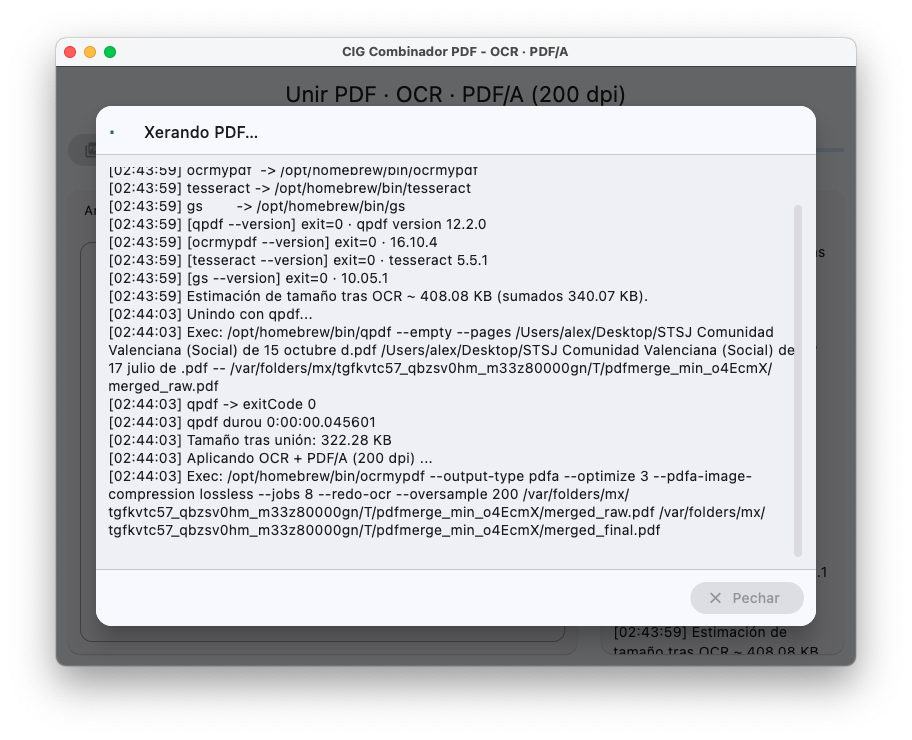 CIG Combinador PDF - OCR · PDF/A
Unir PDF · OCR · PDF/A (200 dpi)
Xerando PDF...
[02:43:59] ocrmypdf -> /opt/homebrew/bin/ocrmypdf
[02:43:59] tesseract -> /opt/homebrew/bin/tesseract
[02:43:59] gs -> /opt/homebrew/bin/gs
[02:43:59] [qpdf --version] exit=0 · qpdf version 12.2.0
[02:43:59] [ocrmypdf --version] exit=0 · 16.10.4
[02:43:59] [tesseract --version] exit=0 · tesseract 5.5.1
[02:43:59] [gs --version] exit=0 · 10.05.1
[02:43:59] Estimación de tamaño tras OCR ~ 408.08 KB (sumados 340.07 KB).
[02:44:03] Unindo con qpdf...
[02:44:03] Exec: /opt/homebrew/bin/qpdf --empty --pages /Users/alex/Desktop/STSJ Comunidad
Valenciana (Social) de 15 octubre d.pdf /Users/alex/Desktop/STSJ Comunidad Valenciana (Social) de
17 julio de .pdf -- /var/folders/mx/tgfkvtc57_qbzsv0hm_m33z80000gn/T/pdfmerge_min_o4EcmX/
merged_raw.pdf
[02:44:03] qpdf -> exitCode 0
[02:44:03] qpdf durou 0:00:00.045601
[02:44:03] Tamaño tras unión: 322.28 KB
[02:44:03] Aplicando OCR + PDF/A (200 dpi) ...
[02:44:03] Exec: /opt/homebrew/bin/ocrmypdf --output-type pdfa --optimize 3 --pdfa-image-
compression lossless --jobs 8 --redo-ocr --oversample 200 /var/folders/mx/
tgfkvtc57_qbzsv0hm_m33z80000gn/T/pdfmerge_min_o4EcmX/merged_raw.pdf /var/folders/mx/
tgfkvtc57_qbzsv0hm_m33z80000gn/T/pdfmerge_min_o4EcmX/merged_final.pdf
Pechar
[02:43:59] Estimación de
tamaño tras OCR ~ 408.08 KB